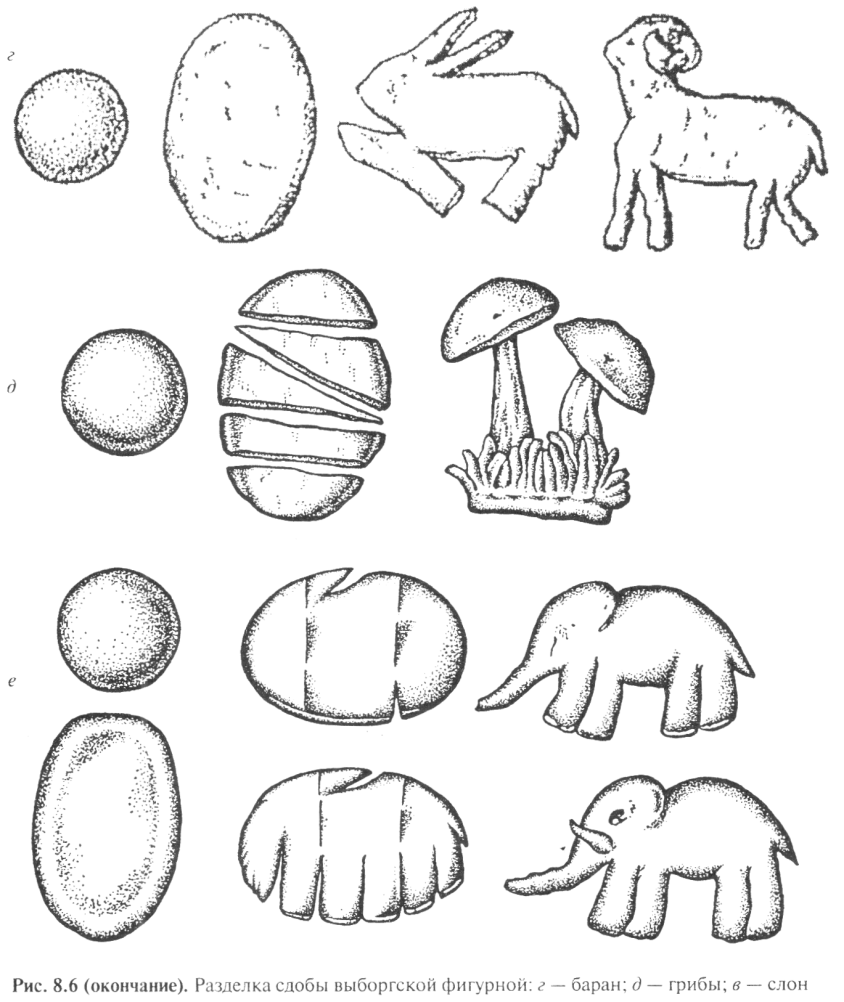 г
д
е
Рис. 8.6 (окончание). Разделка сдобы выборгской фигурной: г — баран; д — грибы; в — слон